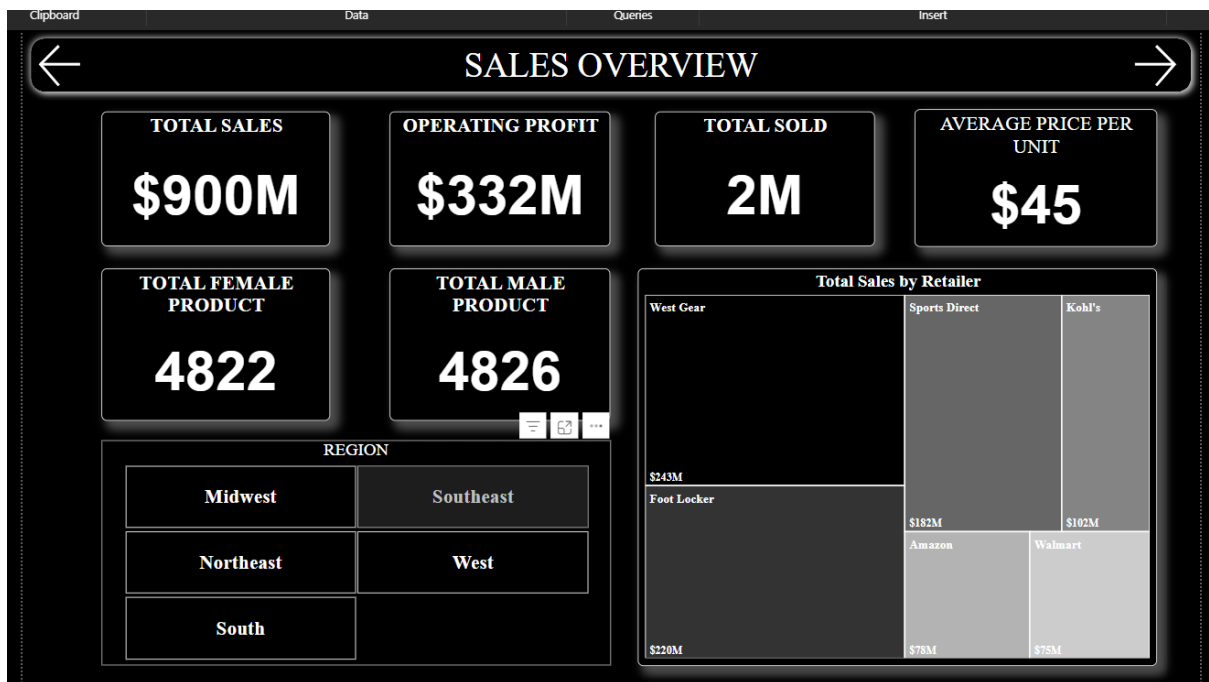 Clipboard
Data
Queries
Insert
SALES OVERVIEW
TOTAL SALES
$900M
OPERATING PROFIT
$332M
TOTAL SOLD
2M
AVERAGE PRICE PER
UNIT
$45
TOTAL FEMALE
PRODUCT
4822
TOTAL MALE
PRODUCT
4826
Total Sales by Retailer
West Gear
$243M
Foot Locker
$220M
Sports Direct
$182M
Kohl's
$102M
Amazon
$78M
Walmart
$75M
REGION
Midwest
Southeast
Northeast
West
South